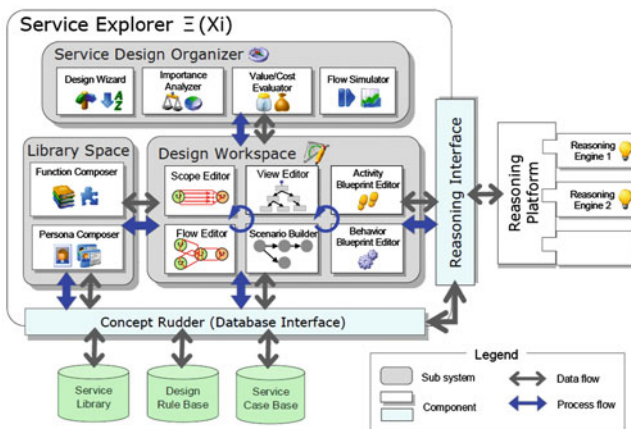 Service Explorer Ξ(Xi)
Service Design Organizer
Design Wizard
Importance
Analyzer
Value/Cost
Evaluator
Flow Simulator
Library Space
Function Composer
Persona Composer
Design Workspace
Scope Editor
View Editor
Activity
Blueprint Editor
Flow Editor
Scenario Builder
Behavior
Blueprint Editor
Reasoning Interface
Reasoning
Platform
Reasoning
Engine 1
Reasoning
Engine 2
Concept Rudder (Database Interface)
Service
Library
Design
Rule Base
Service
Case Base
Legend
Sub system
Component
Data flow
Process flow